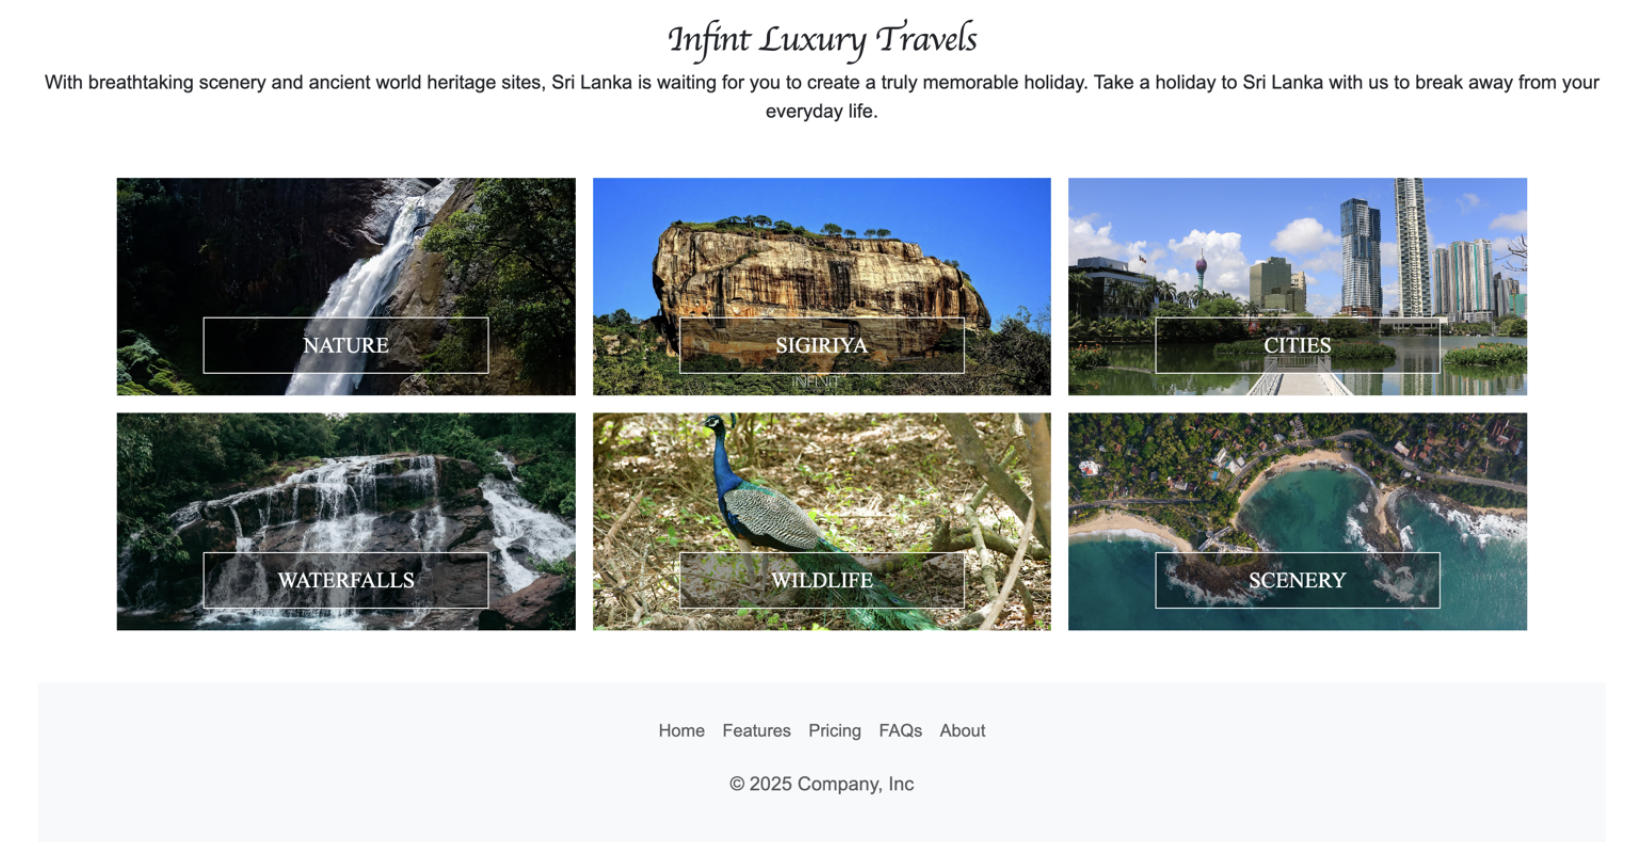 Infint Luxury Travels
With breathtaking scenery and ancient world heritage sites, Sri Lanka is waiting for you to create a truly memorable holiday. Take a holiday to Sri Lanka with us to break away from your
everyday life.
NATURE
SIGIRIYA
CITIES
INFINIT
WATERFALLS
WILDLIFE
SCENERY
Home Features Pricing FAQs About
© 2025 Company, Inc